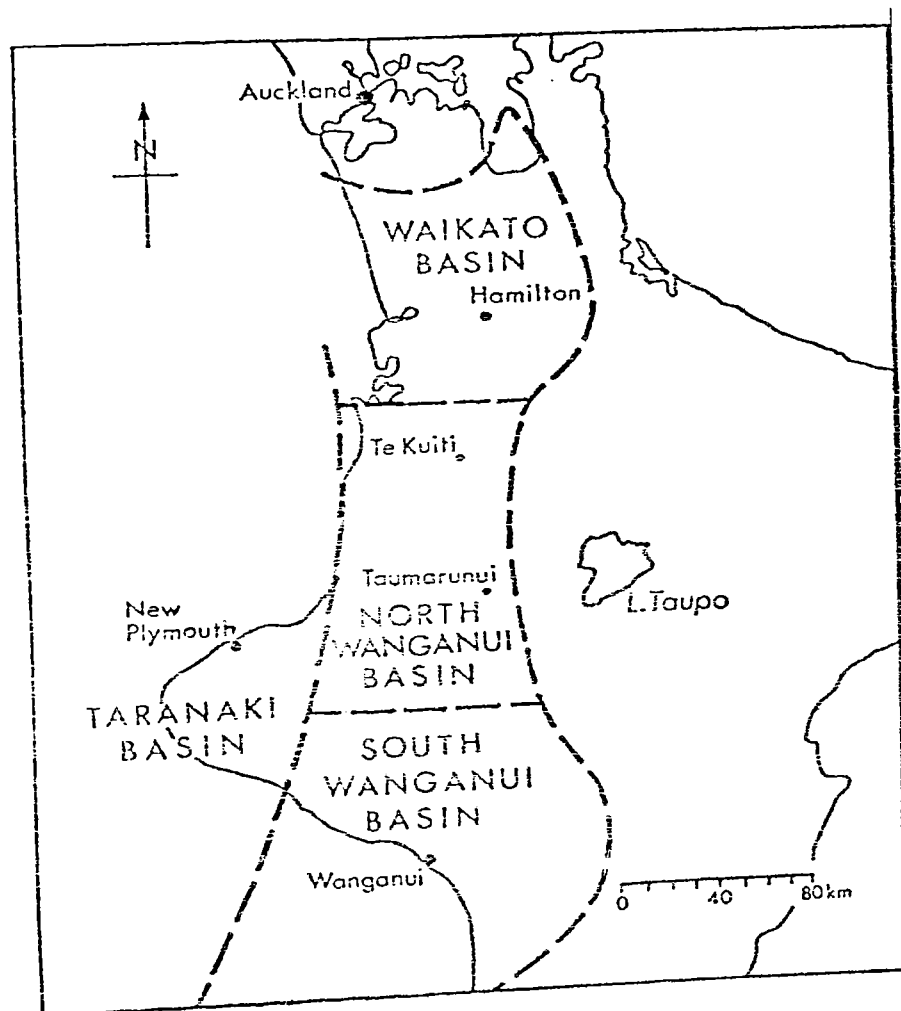 Auckland
N
WAIKATO
BASIN
Hamilton
Te Kuiti
Taumarunui
L.Taupo
New
Plymouth
NORTH
WANGANUI
BASIN
TARANAKI
BASIN
SOUTH
WANGANUI
BASIN
Wanganui
0 40 80km